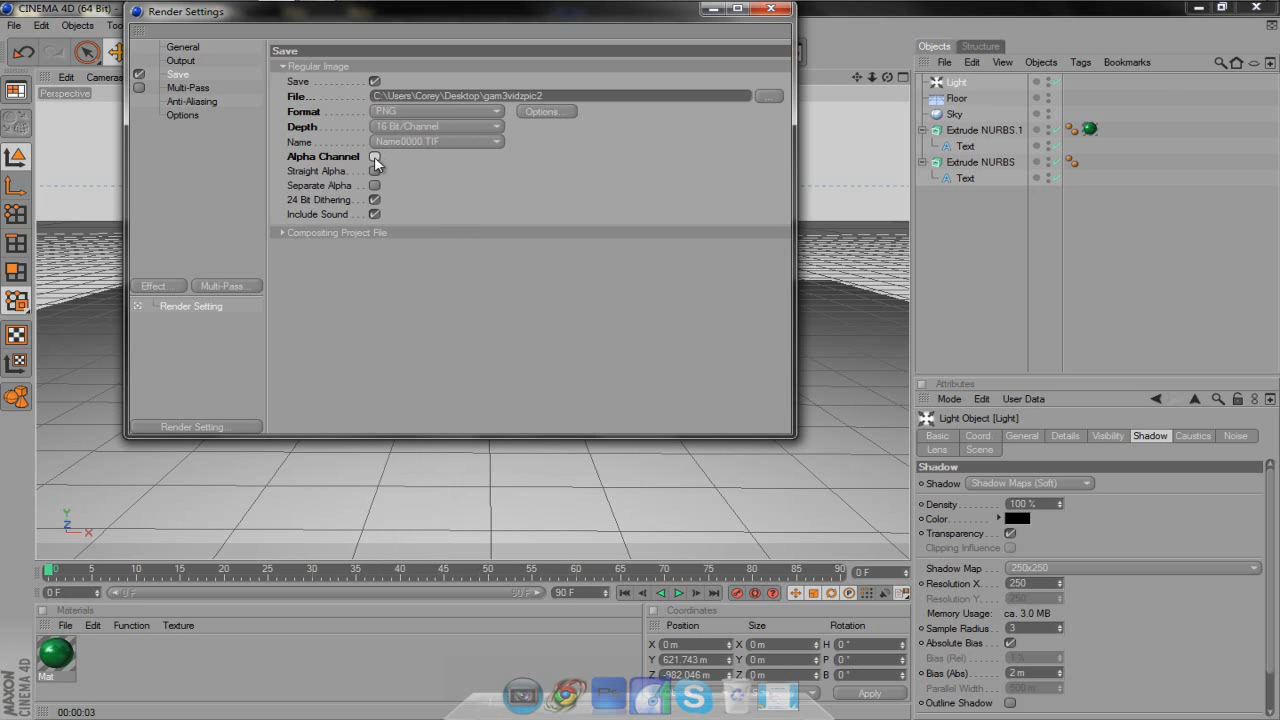 CINEMA 4D (64 Bit)
Render Settings
File Edit Objects
Edit Cameras
Perspective
General
Output
Save
Multi-Pass
Anti-Aliasing
Options
Effect... Multi-Pass...
Render Setting
Render Setting...
Save
Regular Image
Save
File... C:\Users\Corey\Desktop\gam3vidzpic2 ...
Format PNG Options...
Depth 16 Bit/Channel
Name Name0000.TIF
Alpha Channel
Straight Alpha
Separate Alpha
24 Bit Dithering
Include Sound
Compositing Project File
Objects Structure
File Edit View Objects Tags Bookmarks
Light
Floor
Sky
Extrude NURBS.1
Text
Extrude NURBS
Text
Attributes
Mode Edit User Data
Light Object [Light]
Basic Coord General Details Visibility Shadow Caustics Noise
Lens Scene
Shadow
Shadow Shadow Maps (Soft)
Density 100 %
Color
Transparency
Clipping Influence
Shadow Map 250x250
Resolution X 250
Resolution Y 250
Memory Usage: ca. 3.0 MB
Sample Radius 3
Absolute Bias
Bias (Rel)
Bias (Abs) 2 m
Parallel Width 500 m
Outline Shadow
Y
Z
X
0 5 10 15 20 25 30 35 40 45 50 55 60 65 70 75 80 85 90 0 F
0 F 0 F 90 F 90 F
Materials
File Edit Function Texture
Mat
Coordinates
Position Size Rotation
X 0 m X 0 m H 0 °
Y 621.743 m Y 0 m P 0 °
Z -982.046 m Z 0 m B 0 °
Apply
MAXON
CINEMA 4D
00:00:03